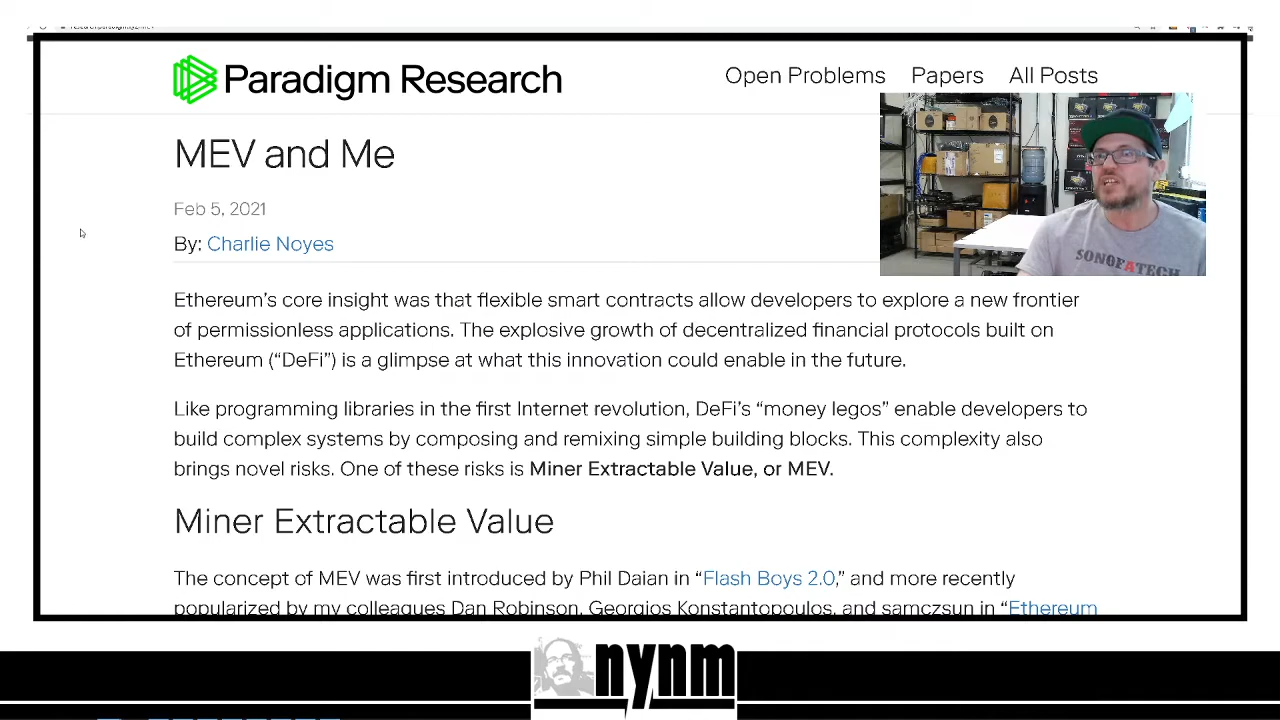 Paradigm Research
Open Problems Papers All Posts
MEV and Me
Feb 5, 2021
By: Charlie Noyes
SONOFATECH
Ethereum’s core insight was that flexible smart contracts allow developers to explore a new frontier
of permissionless applications. The explosive growth of decentralized financial protocols built on
Ethereum (“DeFi”) is a glimpse at what this innovation could enable in the future.
Like programming libraries in the first Internet revolution, DeFi’s “money legos” enable developers to
build complex systems by composing and remixing simple building blocks. This complexity also
brings novel risks. One of these risks is Miner Extractable Value, or MEV.
Miner Extractable Value
The concept of MEV was first introduced by Phil Daian in “Flash Boys 2.0,” and more recently
popularized by my colleagues Dan Robinson, Georgios Konstantopoulos, and samczsun in “Ethereum
nynm